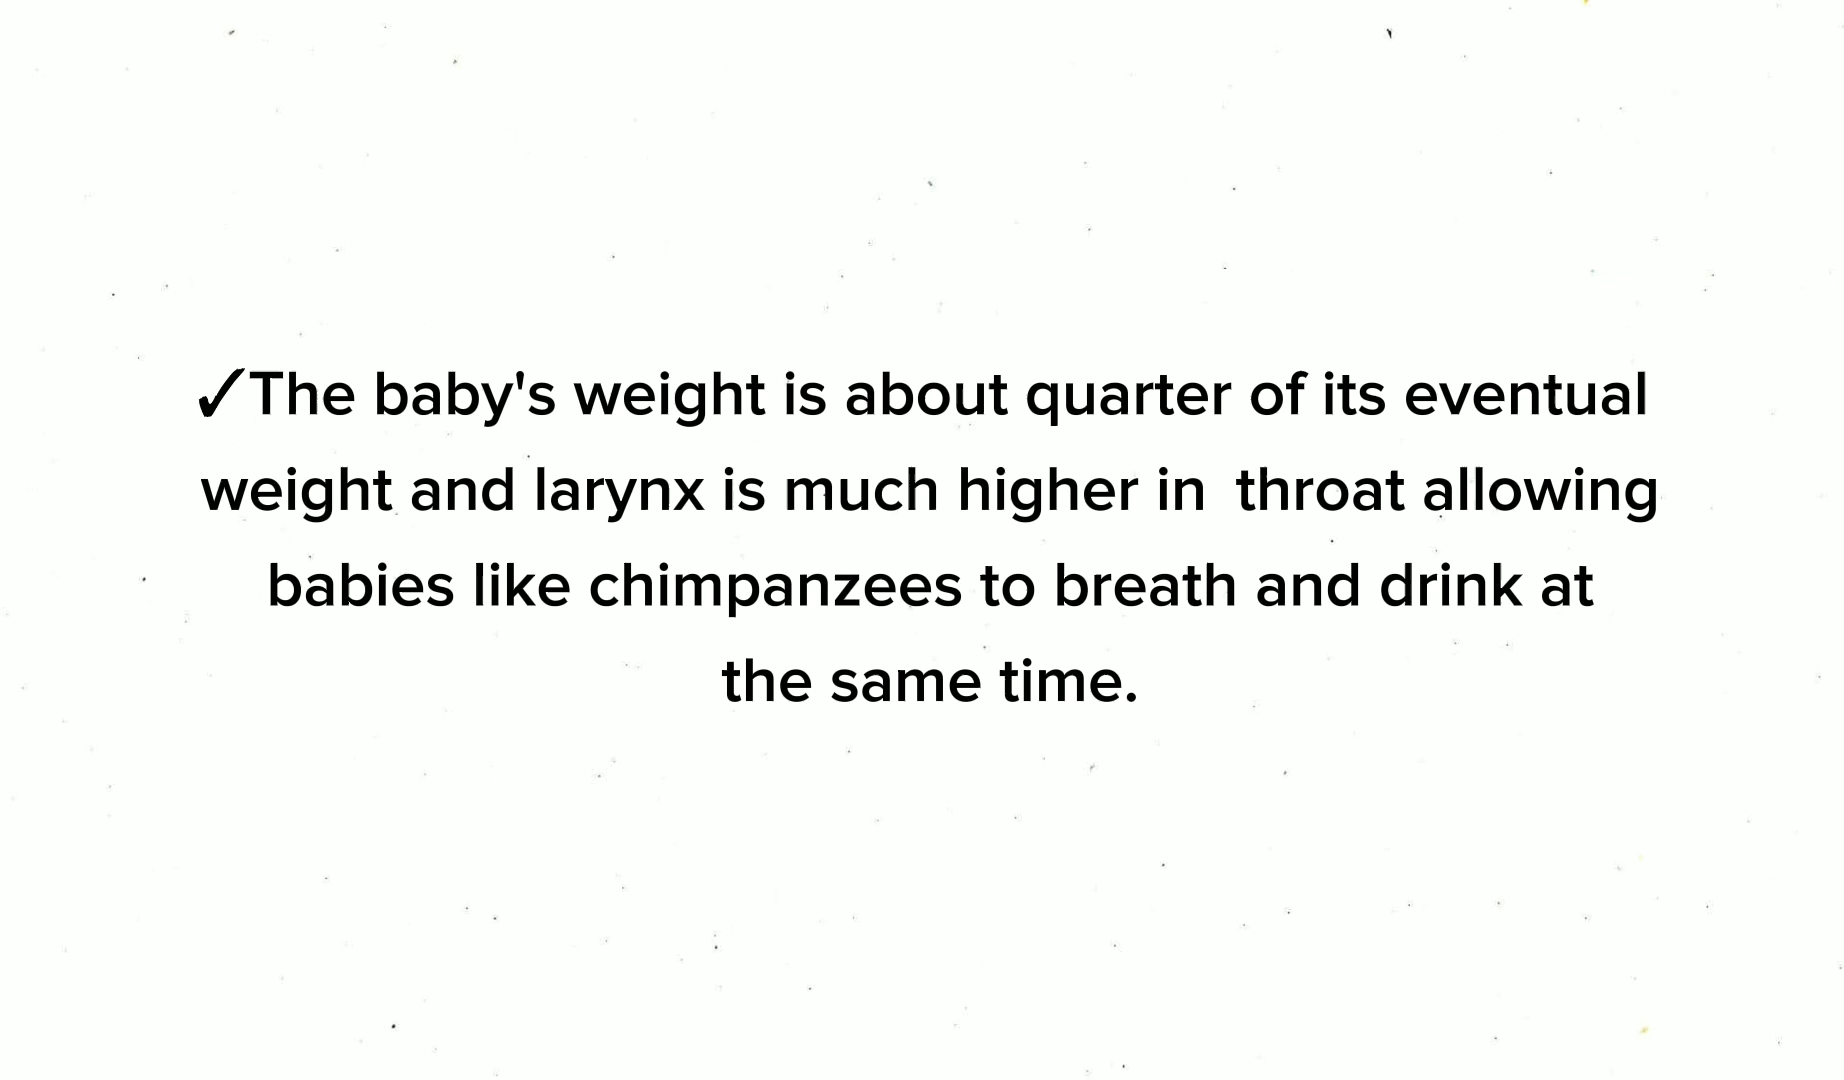 ✓The baby's weight is about quarter of its eventual
weight and larynx is much higher in  throat allowing
babies like chimpanzees to breath and drink at
the same time.